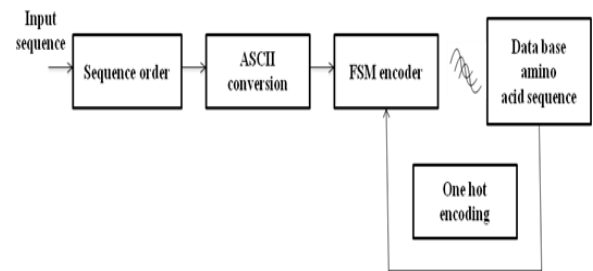 Input
sequence
Sequence order
ASCII
conversion
FSM encoder
Data base
amino
acid sequence
One hot
encoding